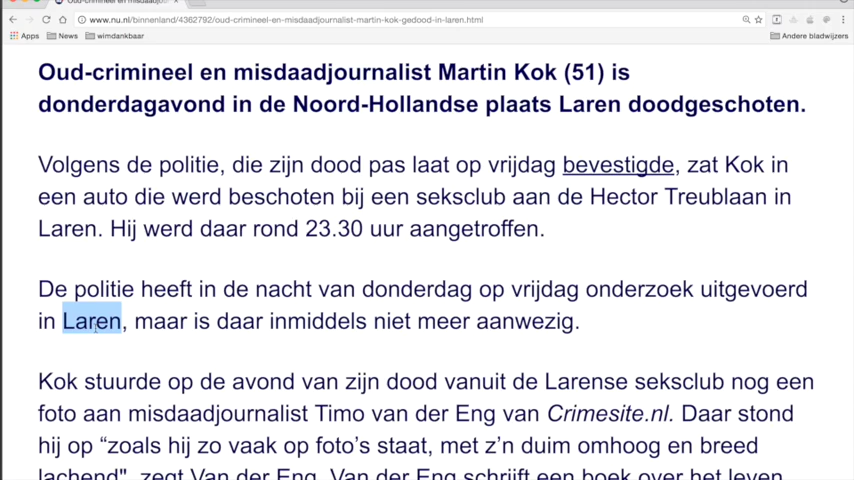 Oud-crimineel en misdaadjournalist
www.nu.nl/binnenland/4362792/oud-crimineel-en-misdaadjournalist-martin-kok-gedood-in-laren.html
Apps News wimdankbaar Andere bladwijzers
Oud-crimineel en misdaadjournalist Martin Kok (51) is
donderdagavond in de Noord-Hollandse plaats Laren doodgeschoten.
Volgens de politie, die zijn dood pas laat op vrijdag bevestigde, zat Kok in
een auto die werd beschoten bij een seksclub aan de Hector Treublaan in
Laren. Hij werd daar rond 23.30 uur aangetroffen.
De politie heeft in de nacht van donderdag op vrijdag onderzoek uitgevoerd
in Laren, maar is daar inmiddels niet meer aanwezig.
Kok stuurde op de avond van zijn dood vanuit de Larense seksclub nog een
foto aan misdaadjournalist Timo van der Eng van Crimesite.nl. Daar stond
hij op “zoals hij zo vaak op foto’s staat, met z’n duim omhoog en breed
lachend", zegt Van der Eng. Van der Eng schrijft een boek over het leven